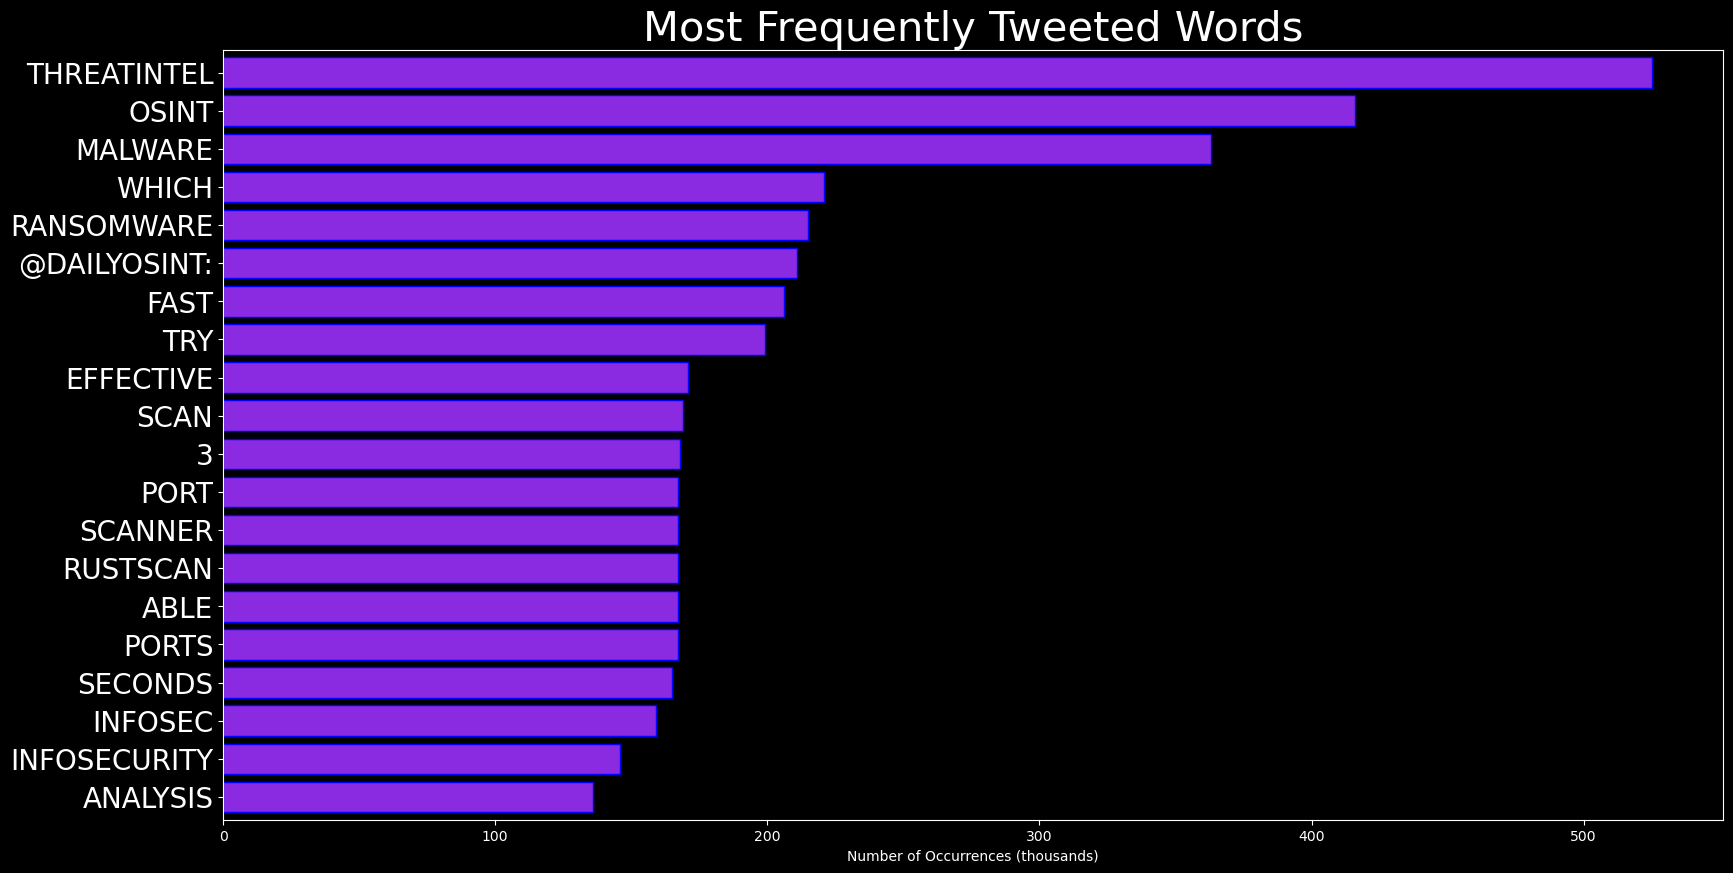 Most Frequently Tweeted Words
THREATINTEL
OSINT
MALWARE
WHICH
RANSOMWARE
@DAILYOSINT:
FAST
TRY
EFFECTIVE
SCAN
3
PORT
SCANNER
RUSTSCAN
ABLE
PORTS
SECONDS
INFOSEC
INFOSECURITY
ANALYSIS
0 100 200 300 400 500
Number of Occurrences (thousands)